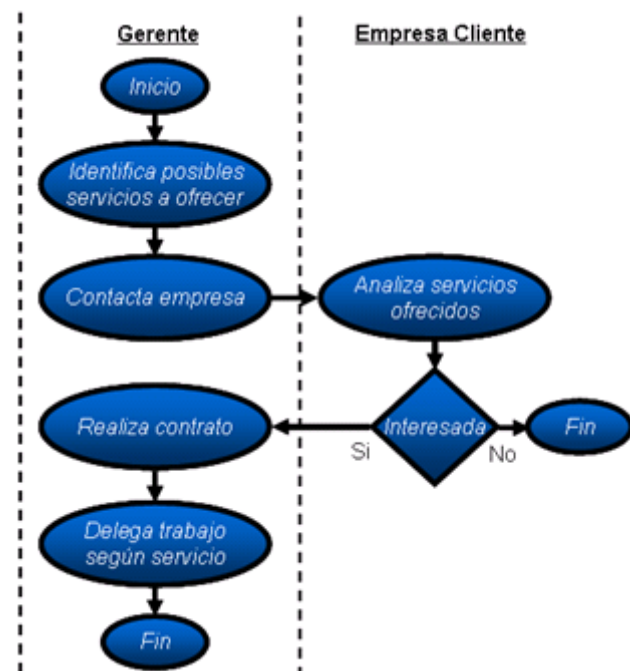 Gerente
Empresa Cliente
Inicio
Identifica posibles
servicios a ofrecer
Contacta empresa
Analiza servicios
ofrecidos
Realiza contrato
Si
Interesada
No
Fin
Delega trabajo
según servicio
Fin